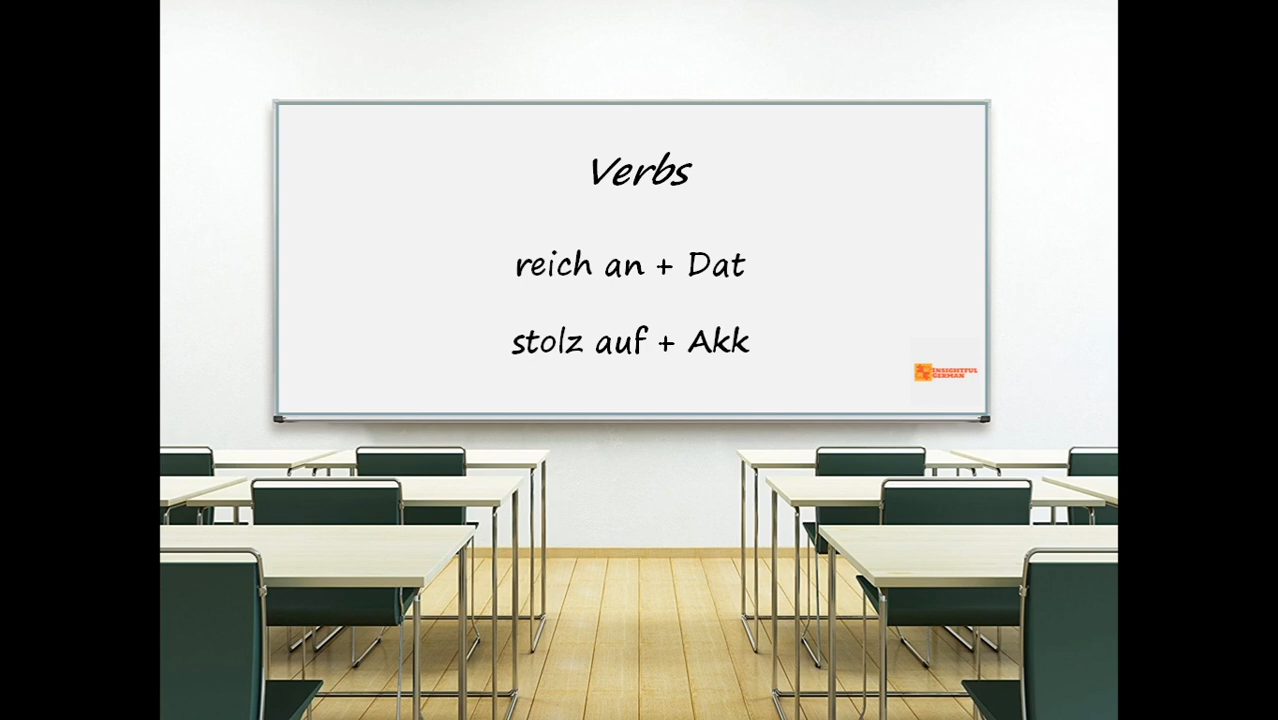 Verbs
reich an + Dat
stolz auf + Akk
INSIGHTFUL
GERMAN